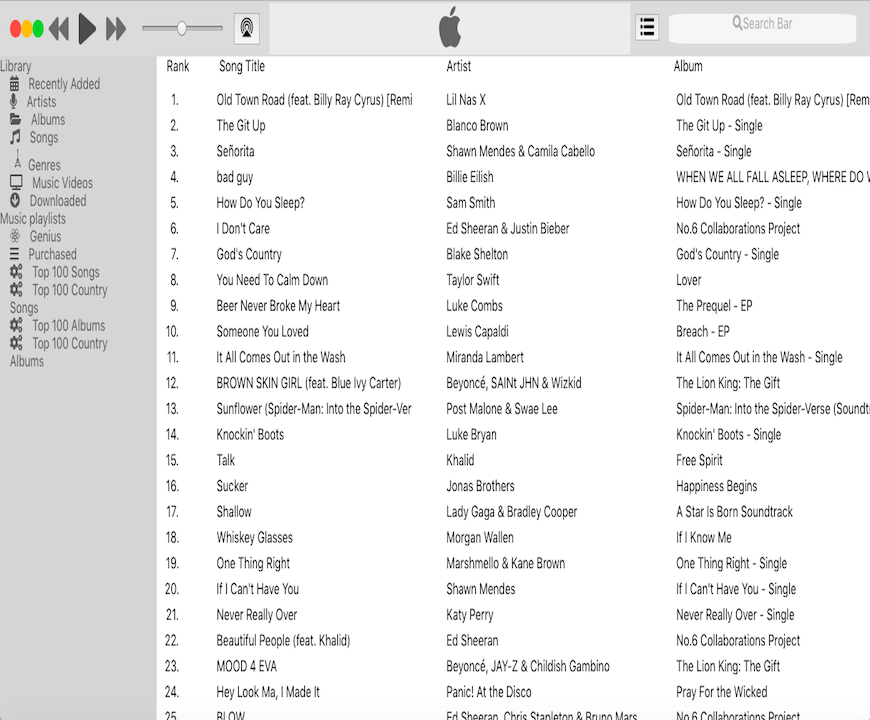 Search Bar
Library
Recently Added
Artists
Albums
Songs
Genres
Music Videos
Downloaded
Music playlists
Genius
Purchased
Top 100 Songs
Top 100 Country
Songs
Top 100 Albums
Top 100 Country
Albums
Rank Song Title Artist Album
1. Old Town Road (feat. Billy Ray Cyrus) [Remi Lil Nas X Old Town Road (feat. Billy Ray Cyrus) [Rem
2. The Git Up Blanco Brown The Git Up - Single
3. Señorita Shawn Mendes & Camila Cabello Señorita - Single
4. bad guy Billie Eilish WHEN WE ALL FALL ASLEEP, WHERE DO
5. How Do You Sleep? Sam Smith How Do You Sleep? - Single
6. I Don't Care Ed Sheeran & Justin Bieber No.6 Collaborations Project
7. God's Country Blake Shelton God's Country - Single
8. You Need To Calm Down Taylor Swift Lover
9. Beer Never Broke My Heart Luke Combs The Prequel - EP
10. Someone You Loved Lewis Capaldi Breach - EP
11. It All Comes Out in the Wash Miranda Lambert It All Comes Out in the Wash - Single
12. BROWN SKIN GIRL (feat. Blue Ivy Carter) Beyoncé, SAINt JHN & Wizkid The Lion King: The Gift
13. Sunflower (Spider-Man: Into the Spider-Ver Post Malone & Swae Lee Spider-Man: Into the Spider-Verse (Soundt
14. Knockin' Boots Luke Bryan Knockin' Boots - Single
15. Talk Khalid Free Spirit
16. Sucker Jonas Brothers Happiness Begins
17. Shallow Lady Gaga & Bradley Cooper A Star Is Born Soundtrack
18. Whiskey Glasses Morgan Wallen If I Know Me
19. One Thing Right Marshmello & Kane Brown One Thing Right - Single
20. If I Can't Have You Shawn Mendes If I Can't Have You - Single
21. Never Really Over Katy Perry Never Really Over - Single
22. Beautiful People (feat. Khalid) Ed Sheeran No.6 Collaborations Project
23. MOOD 4 EVA Beyoncé, JAY-Z & Childish Gambino The Lion King: The Gift
24. Hey Look Ma, I Made It Panic! At the Disco Pray For the Wicked
25. BLOW Ed Sheeran, Chris Stapleton & Bruno Mars No.6 Collaborations Project